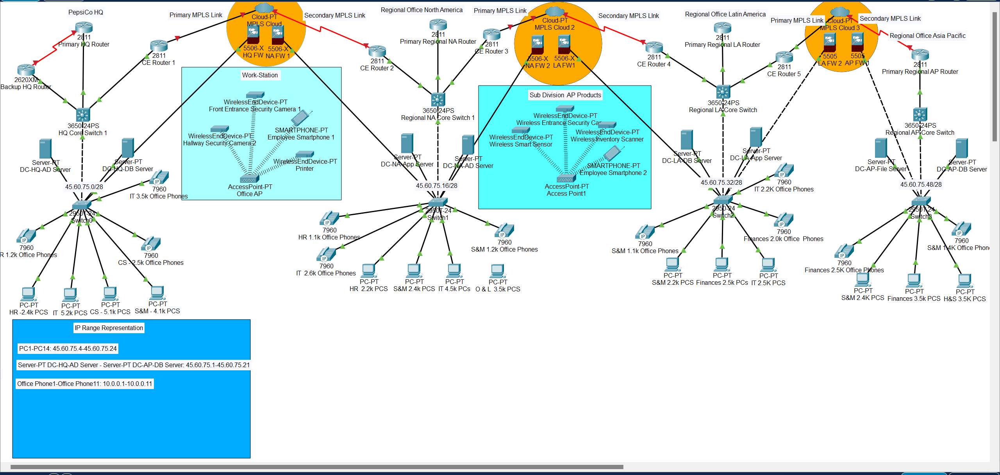 PepsiCo HQ
2811
Primary HQ Router
2620XM
Backup HQ Router
Primary MPLS Link
2811
CE Router 1
3650-24PS
HQ Core Switch 1
Server-PT
DC-HQ-AD Server
Server-PT
DC-HQ-DB Server
45.60.75.0/28
7960
IT 3.5k Office Phones
2950T-24
Switch0
7960
R 1.2k Office Phones
7960
CS - 2.5k Office Phones
PC-PT
HR -2.4k PCS
PC-PT
IT 5.2k PCS
PC-PT
CS - 5.1k PCS
PC-PT
S&M - 4.1k PCS
Cloud-PT
MPLS Cloud
5506-X
HQ FW
5506-X
NA FW 1
Secondary MPLS Link
2811
CE Router 2
Work-Station
WirelessEndDevice-PT
Front Entrance Security Camera 1
WirelessEndDevice-PT
Hallway Security Camera 2
SMARTPHONE-PT
Employee Smartphone 1
WirelessEndDevice-PT
Printer
AccessPoint-PT
Office AP
Regional Office North America
2811
Primary Regional NA Router
Primary MPLS Link
2811
CE Router 3
3650-24PS
Regional NA Core Switch 1
Server-PT
DC-NA-App Server
Server-PT
DC-NA-AD Server
45.60.75.16/28
2950T-24
Switch1
7960
HR 1.1k Office Phones
7960
IT 2.6k Office Phones
7960
S&M 1.2k Office Phones
PC-PT
HR 2.2k PCS
PC-PT
S&M 2.4k PCS
PC-PT
IT 4.5k PCs
PC-PT
O & L 3.5k PCS
Cloud-PT
MPLS Cloud 2
5506-X
NA FW 2
5506-X
LA FW1
Secondary MPLS LInk
2811
CE Router 4
Sub Division AP Products
WirelessEndDevice-PT
Wireless Entrance Security Cam
WirelessEndDevice-PT
Wireless Smart Sensor
WirelessEndDevice-PT
Wireless Inventory Scanner
SMARTPHONE-PT
Employee Smartphone 2
AccessPoint-PT
Access Point1
Regional Office Latin America
2811
Primary Regional LA Router
Primary MPLS Link
2811
CE Router 5
3650-24PS
Regional LA Core Switch
Server-PT
DC-LA-DB Server
Server-PT
DC-LA-App Server
45.60.75.32/28
7960
IT 2.2K Office Phones
2950-24
Switch2
7960
S&M 1.1k Office Phones
7960
Finances 2.0k Office Phones
PC-PT
S&M 2.2k PCS
PC-PT
Finances 2.5k PCs
PC-PT
IT 2.5K PCS
Cloud-PT
MPLS Cloud 3
5505
LA FW 2
5505
AP FW 1
Secondary MPLS Link
Regional Office Asia Pacific
2811
Primary Regional AP Router
3650-24PS
Regional AP Core Switch
Server-PT
DC-AP-File Server
Server-PT
DC-AP-DB Server
45.60.75.48/28
2950T-24
Switch3
7960
Finances 2.5K Office Phones
7960
S&M 1.4K Office Phon
PC-PT
S&M 2.4K PCS
PC-PT
Finances 3.5k PCS
PC-PT
H&S 3.5K PCS
IP Range Representation
PC1-PC14: 45.60.75.4-45.60.75.24
Server-PT DC-HQ-AD Server - Server-PT DC-AP-DB Server: 45.60.75.1-45.60.75.21
Office Phone1-Office Phone11: 10.0.0.1-10.0.0.11